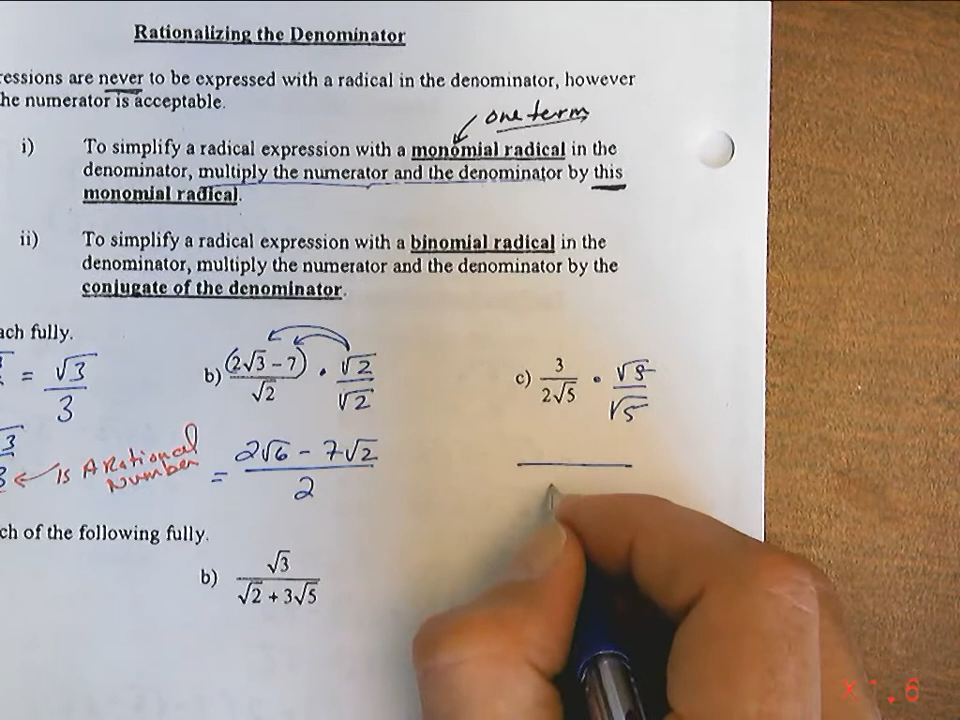 Rationalizing the Denominator
ressions are never to be expressed with a radical in the denominator, however
he numerator is acceptable.
one term
i) To simplify a radical expression with a monomial radical in the
denominator, multiply the numerator and the denominator by this
monomial radical.
ii) To simplify a radical expression with a binomial radical in the
denominator, multiply the numerator and the denominator by the
conjugate of the denominator.
ach fully.
= √3/3
b) (2√3 − 7)/√2 · √2/√2
c) 3/(2√5) · √5/√5
3
3 ← Is A Rational
Number
= (2√6 − 7√2)/2
ch of the following fully.
b) √3/(√2 + 3√5)
x 1.6